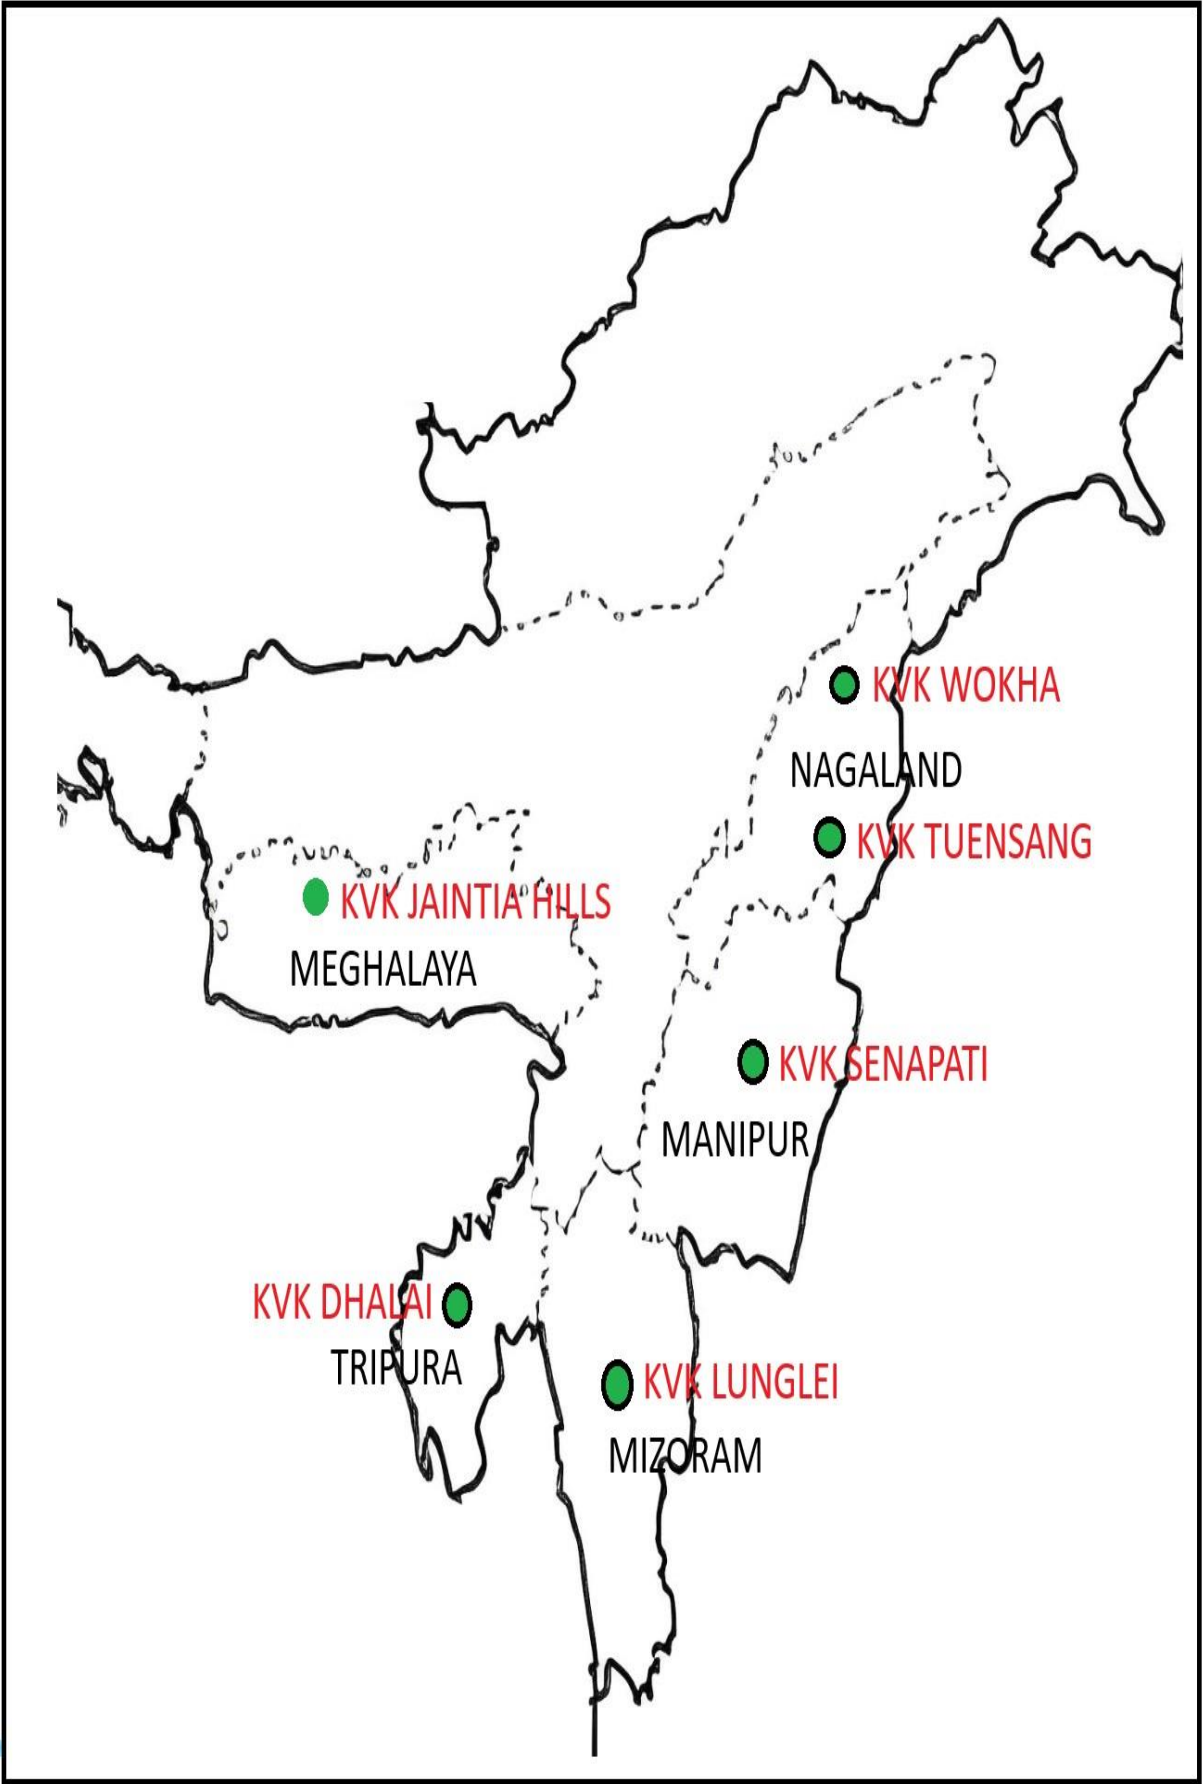 KVK WOKHA
NAGALAND
KVK TUENSANG
KVK JAINTIA HILLS
MEGHALAYA
KVK SENAPATI
MANIPUR
KVK DHALAI
TRIPURA
KVK LUNGLEI
MIZORAM